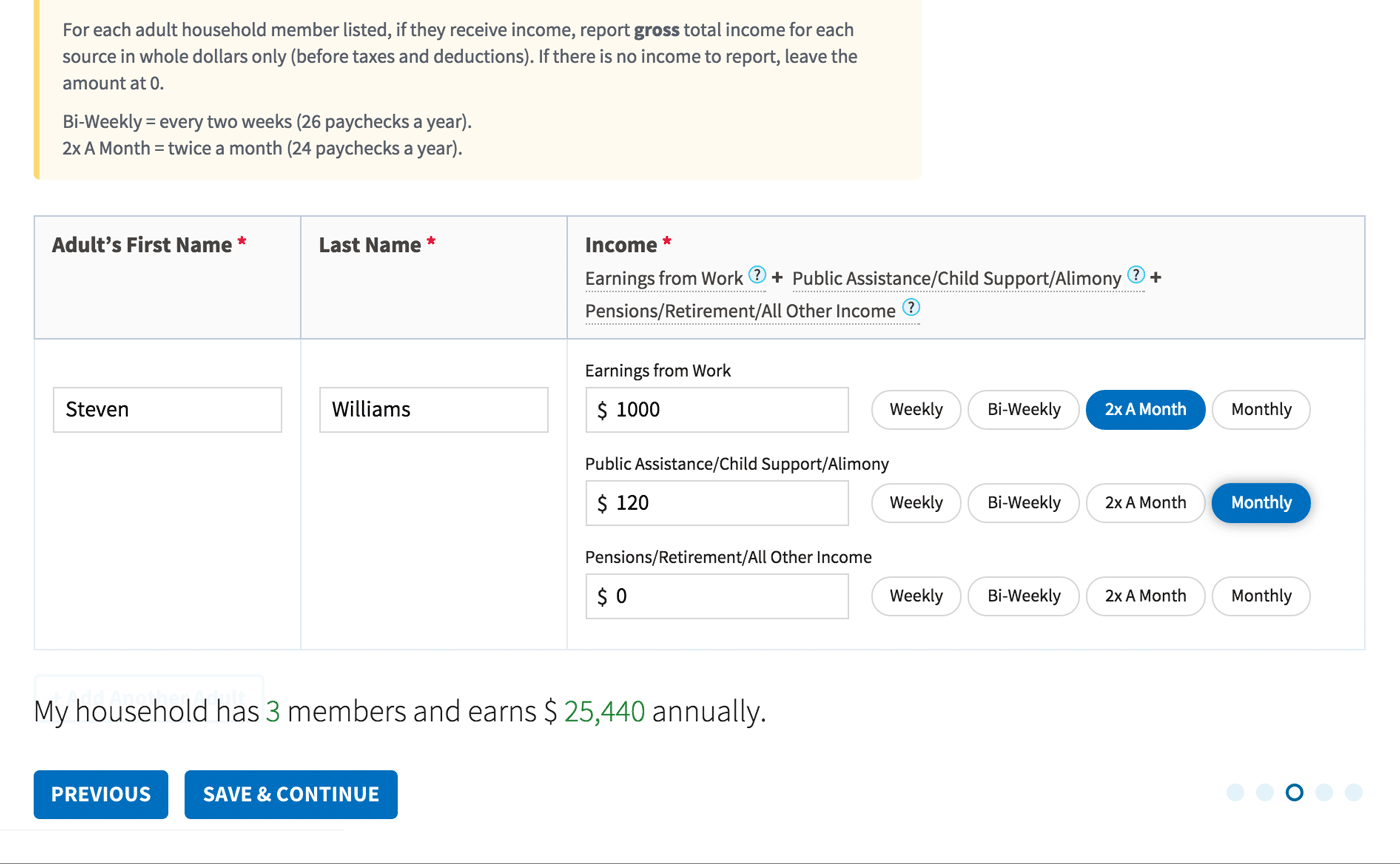 For each adult household member listed, if they receive income, report gross total income for each
source in whole dollars only (before taxes and deductions). If there is no income to report, leave the
amount at 0.
Bi-Weekly = every two weeks (26 paychecks a year).
2x A Month = twice a month (24 paychecks a year).
Adult’s First Name *
Last Name *
Income *
Earnings from Work ? + Public Assistance/Child Support/Alimony ? +
Pensions/Retirement/All Other Income ?
Steven
Williams
Earnings from Work
$ 1000 Weekly Bi-Weekly 2x A Month Monthly
Public Assistance/Child Support/Alimony
$ 120 Weekly Bi-Weekly 2x A Month Monthly
Pensions/Retirement/All Other Income
$ 0 Weekly Bi-Weekly 2x A Month Monthly
+ Add Another Adult
My household has 3 members and earns $ 25,440 annually.
PREVIOUS SAVE & CONTINUE